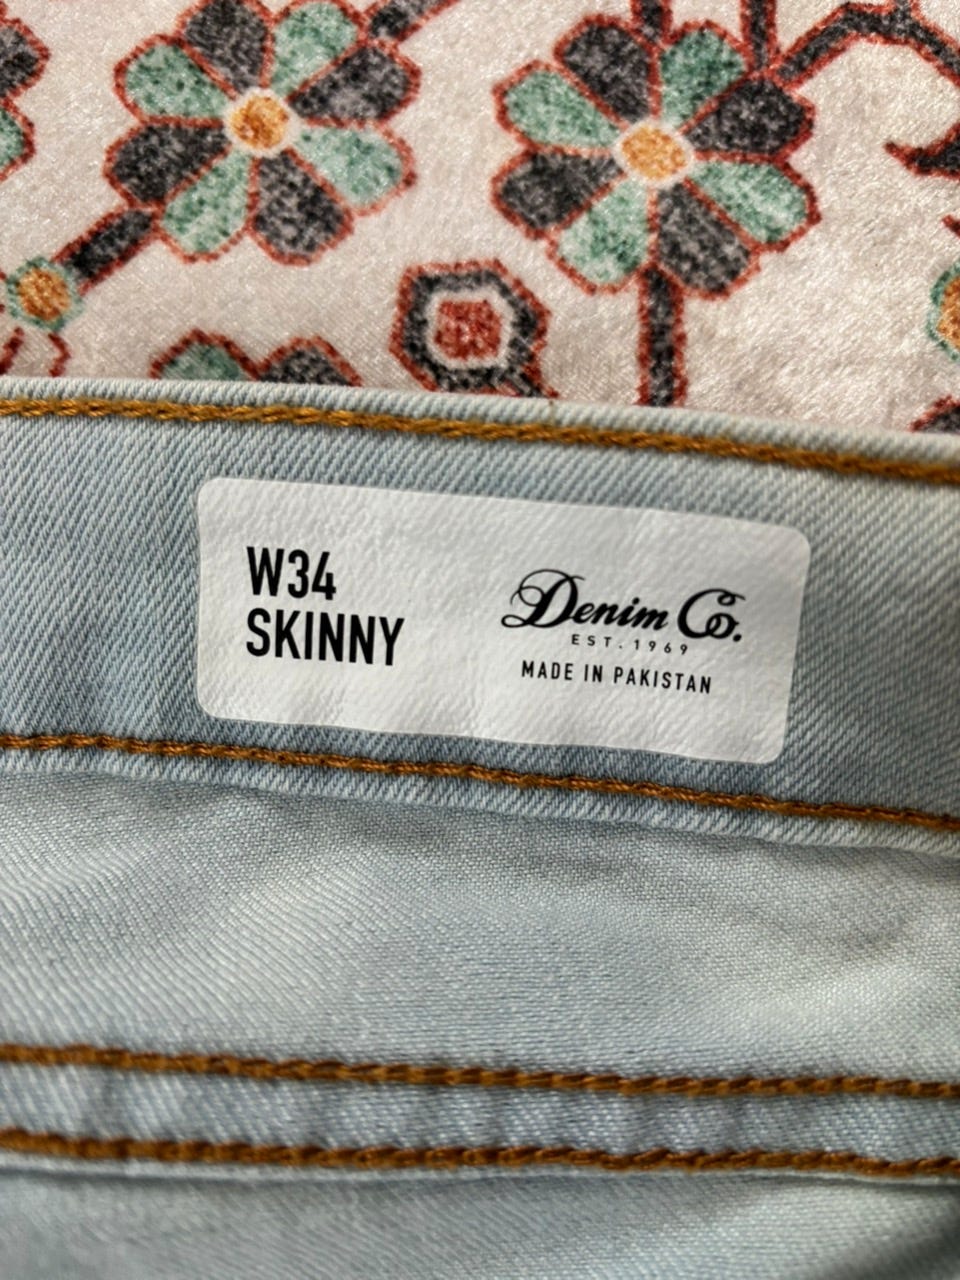 W34
SKINNY
Denim Co.
EST. 1969
MADE IN PAKISTAN